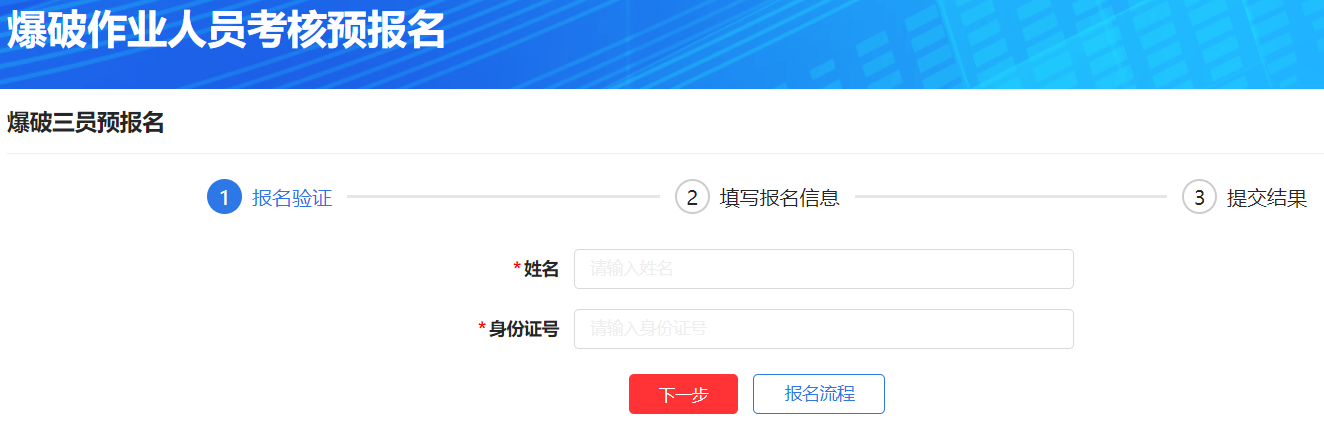 爆破作业人员考核预报名
爆破三员预报名
1 报名验证 2 填写报名信息 3 提交结果
*姓名 请输入姓名
*身份证号 请输入身份证号
下一步 报名流程